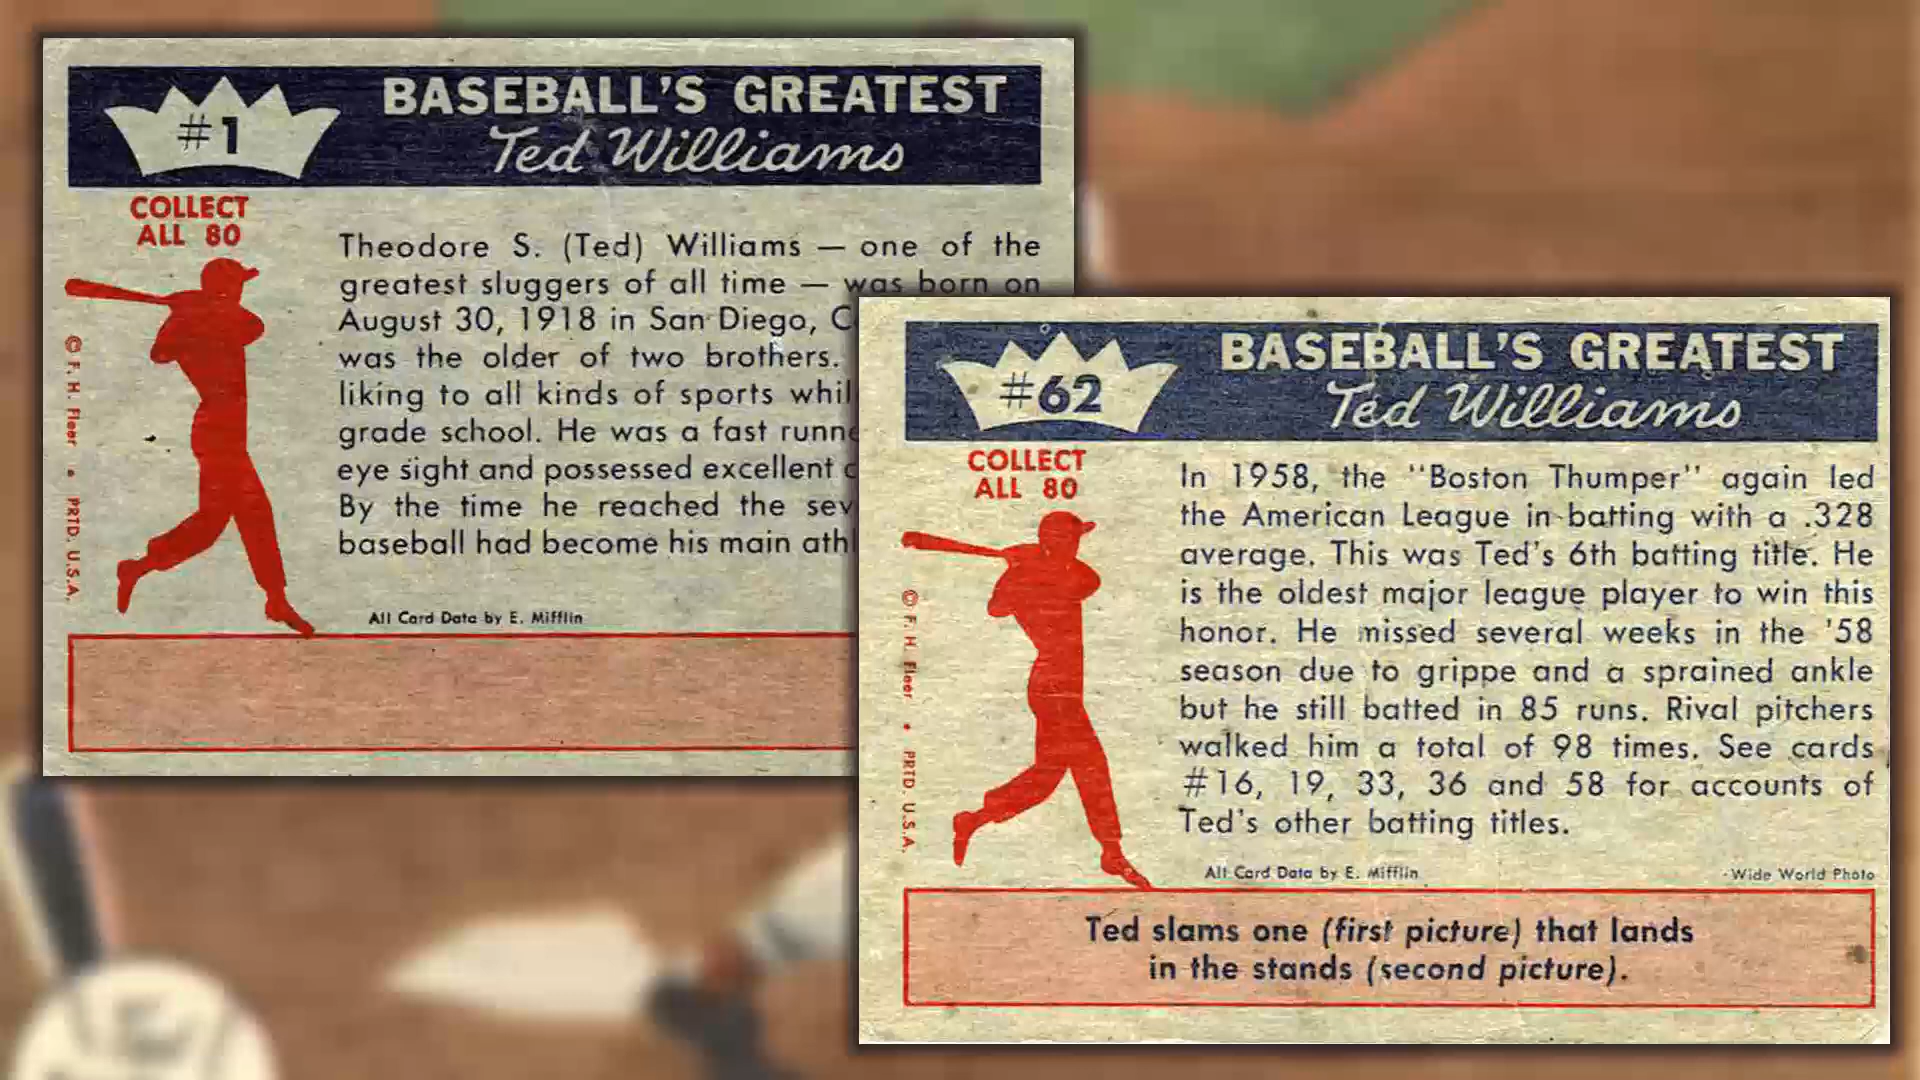 #1
BASEBALL'S GREATEST
Ted Williams
COLLECT
ALL 80
Theodore S. (Ted) Williams — one of the
greatest sluggers of all time — was born on
August 30, 1918 in San Diego, C
was the older of two brothers.
liking to all kinds of sports whil
grade school. He was a fast runne
eye sight and possessed excellent
By the time he reached the sev
baseball had become his main athl
© F. H. Fleer • PRTD. U.S.A.
All Card Data by E. Mifflin
#62
BASEBALL'S GREATEST
Ted Williams
COLLECT
ALL 80
In 1958, the "Boston Thumper" again led
the American League in batting with a .328
average. This was Ted's 6th batting title. He
is the oldest major league player to win this
honor. He missed several weeks in the '58
season due to grippe and a sprained ankle
but he still batted in 85 runs. Rival pitchers
walked him a total of 98 times. See cards
#16, 19, 33, 36 and 58 for accounts of
Ted's other batting titles.
© F. H. Fleer • PRTD. U.S.A.
All Card Data by E. Mifflin
-Wide World Photo
Ted slams one (first picture) that lands
in the stands (second picture).